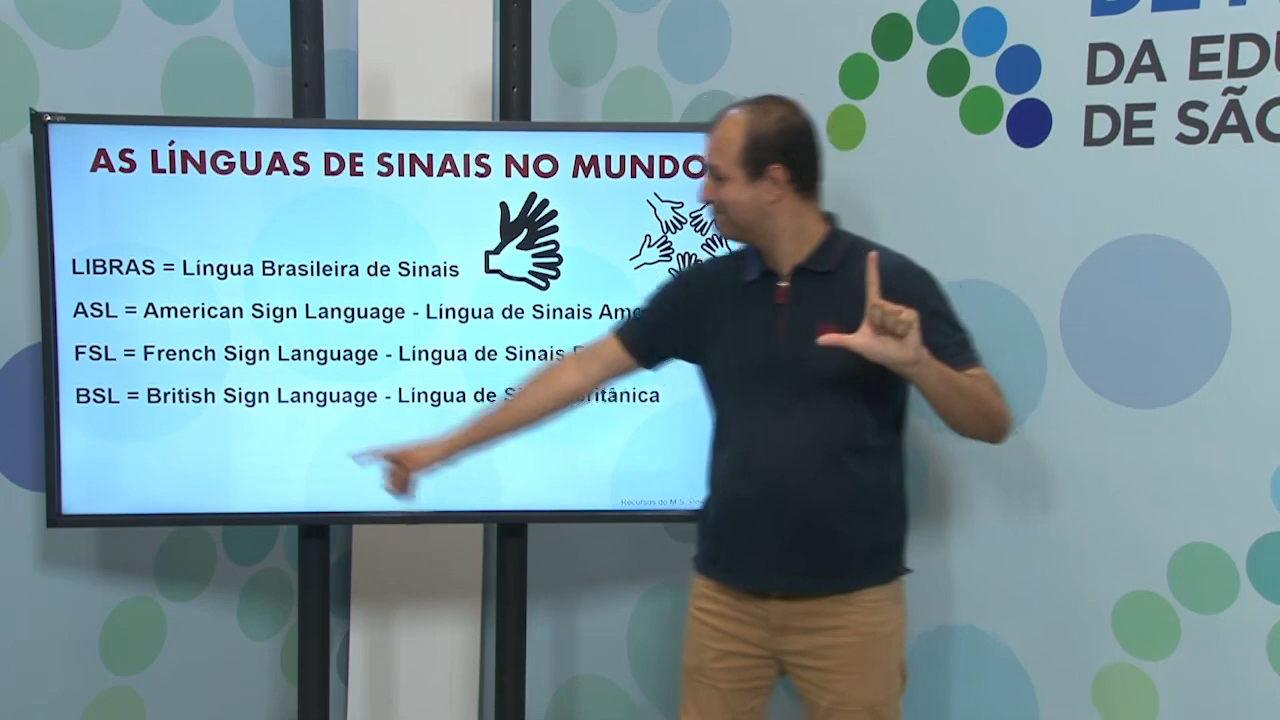 AS LÍNGUAS DE SINAIS NO MUNDO
LIBRAS = Língua Brasileira de Sinais
ASL = American Sign Language - Língua de Sinais
FSL = French Sign Language - Língua de Sinais
BSL = British Sign Language - Língua de
DA
DE SÃO